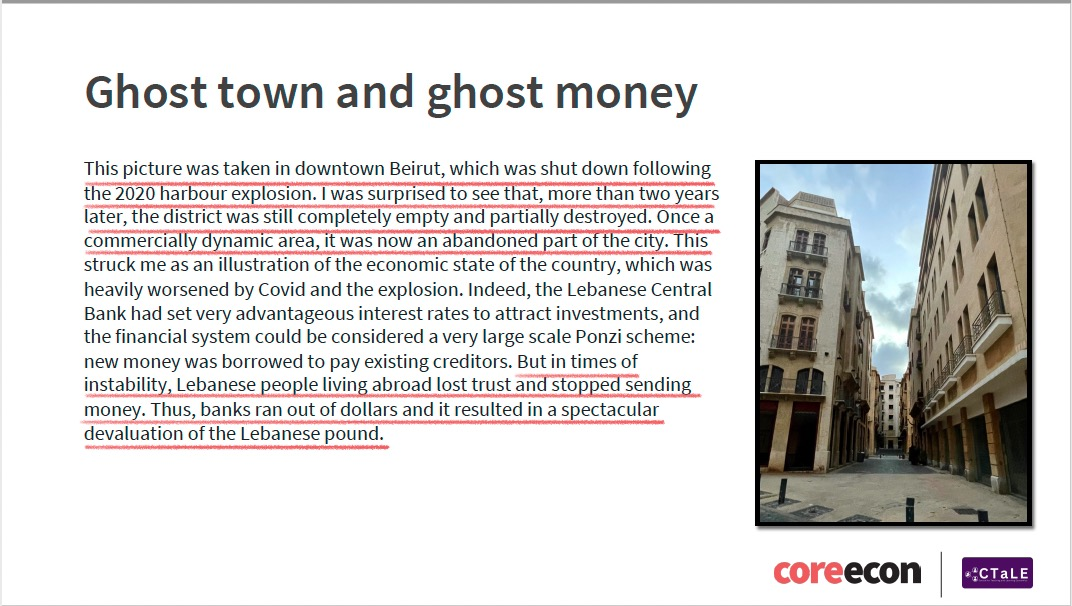 Ghost town and ghost money
This picture was taken in downtown Beirut, which was shut down following
the 2020 harbour explosion. I was surprised to see that, more than two years
later, the district was still completely empty and partially destroyed. Once a
commercially dynamic area, it was now an abandoned part of the city. This
struck me as an illustration of the economic state of the country, which was
heavily worsened by Covid and the explosion. Indeed, the Lebanese Central
Bank had set very advantageous interest rates to attract investments, and
the financial system could be considered a very large scale Ponzi scheme:
new money was borrowed to pay existing creditors. But in times of
instability, Lebanese people living abroad lost trust and stopped sending
money. Thus, banks ran out of dollars and it resulted in a spectacular
devaluation of the Lebanese pound.
coreecon
CTaLE